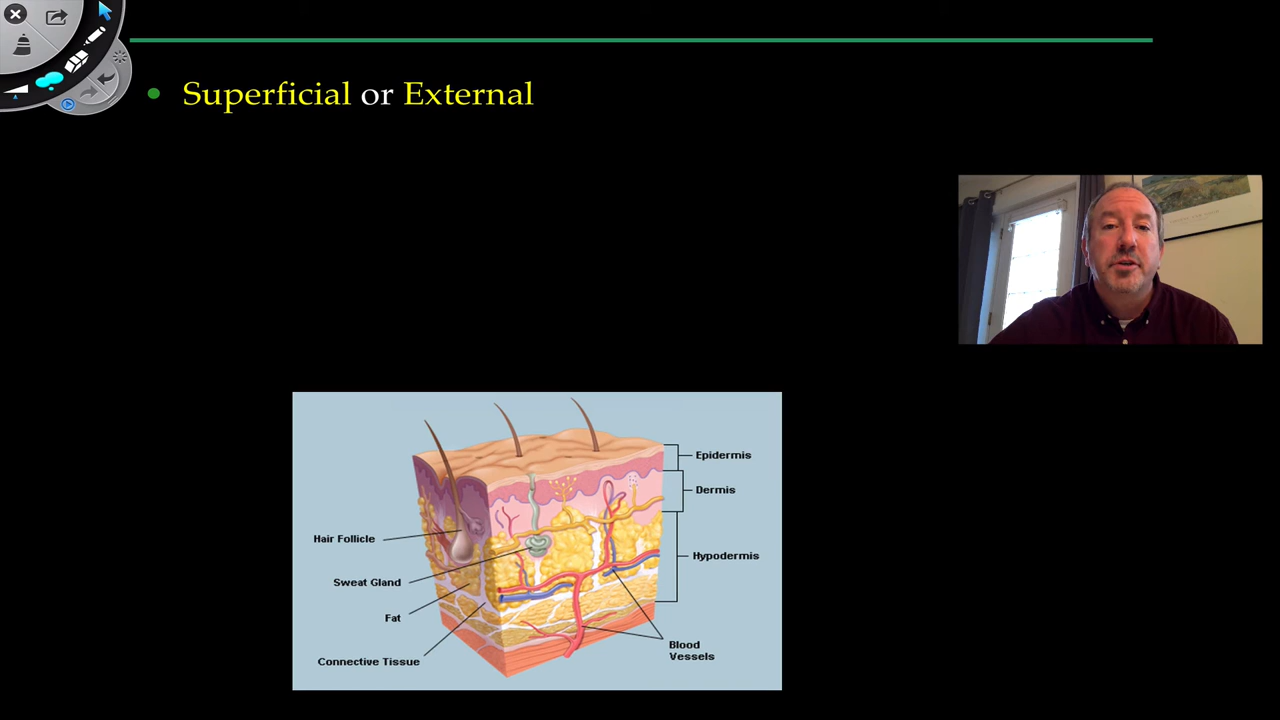 Superficial or External
Epidermis
Dermis
Hair Follicle
Hypodermis
Sweat Gland
Fat
Blood
Vessels
Connective Tissue